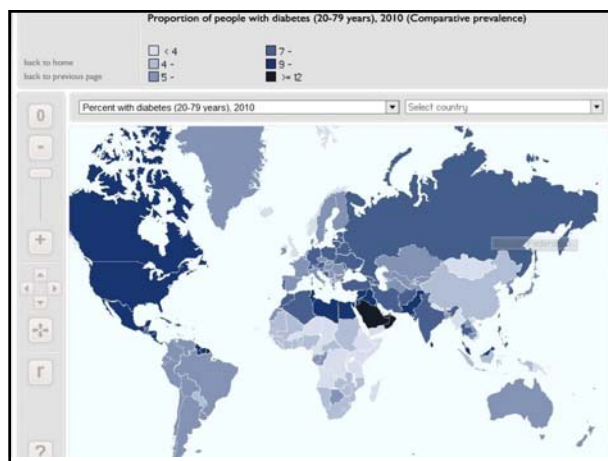 Proportion of people with diabetes (20-79 years), 2010 (Comparative prevalence)
< 4
7 -
back to home
4 -
9 -
back to previous page
5 -
>= 12
0
Percent with diabetes (20-79 years), 2010
Select country
-
+
r
?